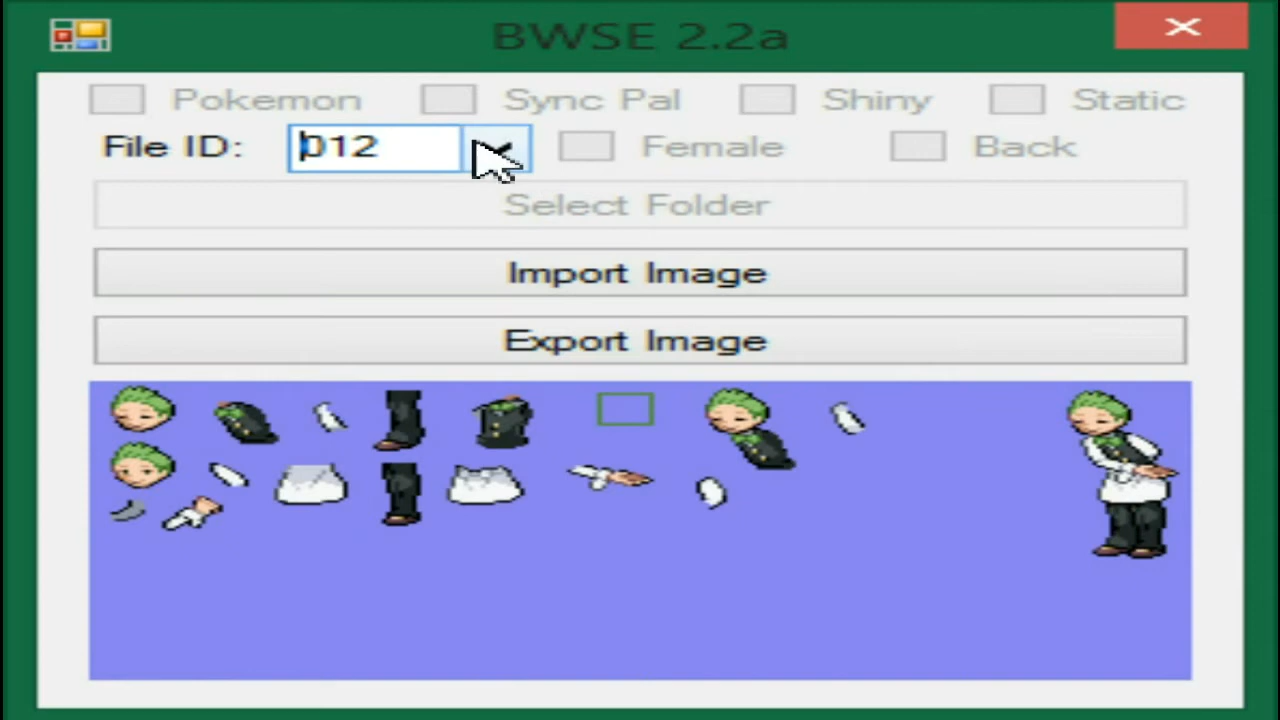 BWSE 2.2a
Pokemon Sync Pal Shiny Static
File ID: 012 Female Back
Select Folder
Import Image
Export Image